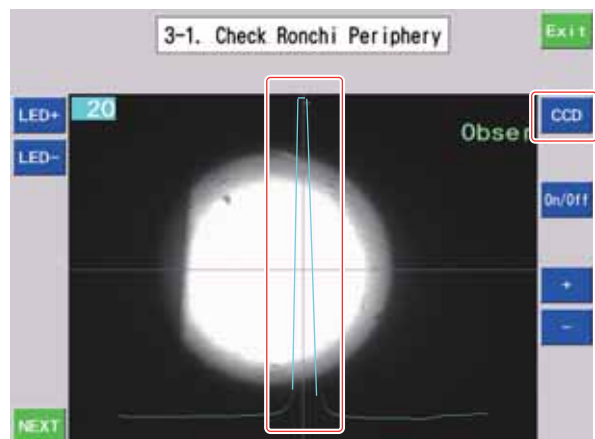 3-1. Check Ronchi Periphery
Exit
LED+
20
CCD
Obser
LED-
On/Off
+
-
NEXT